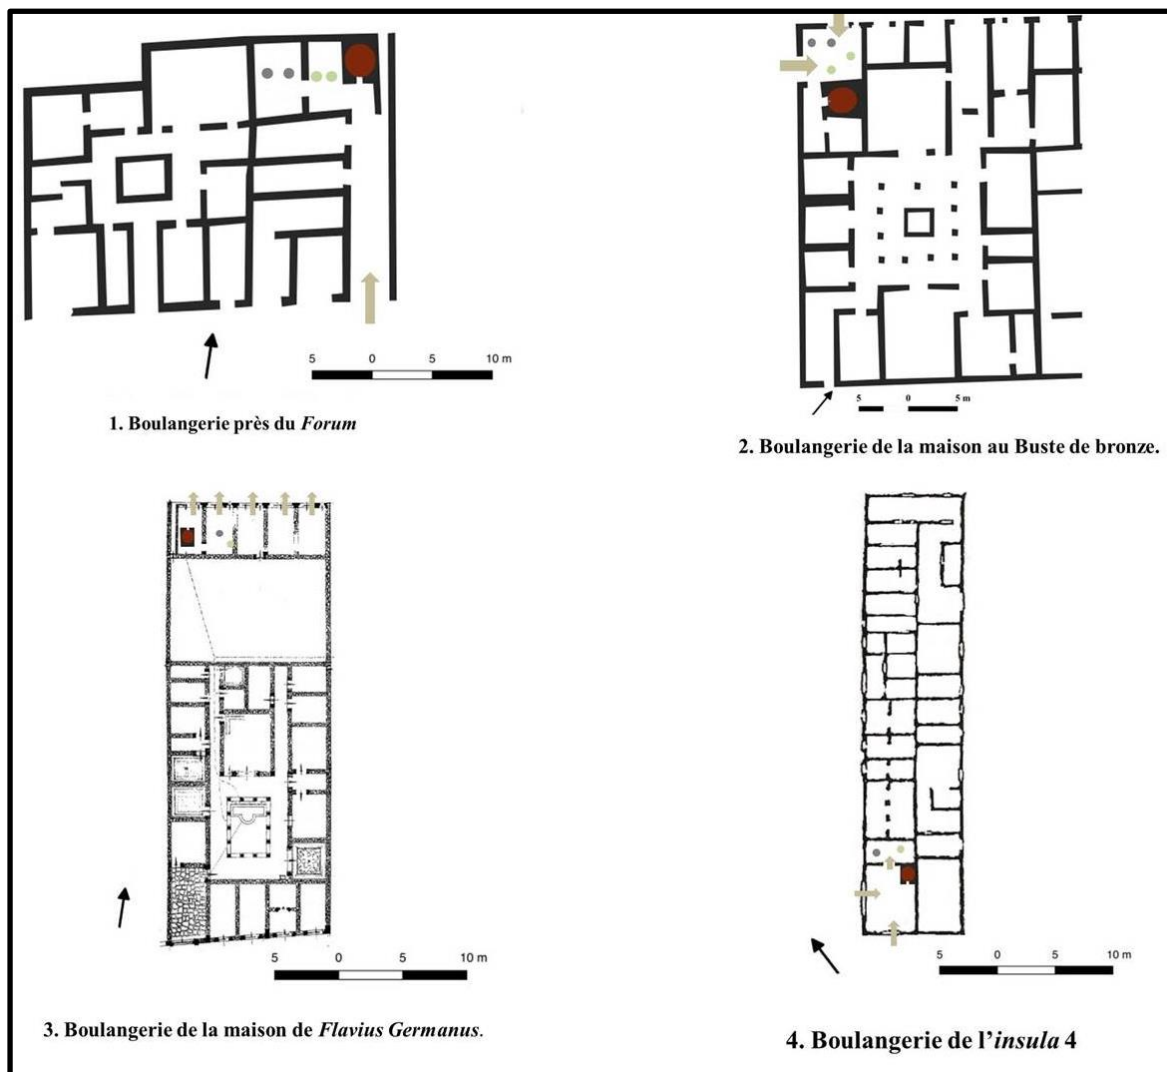 5 0 5 10 m
1. Boulangerie près du Forum
5 0 5 m
2. Boulangerie de la maison au Buste de bronze.
5 0 5 10 m
3. Boulangerie de la maison de Flavius Germanus.
5 0 5 10 m
4. Boulangerie de l’insula 4